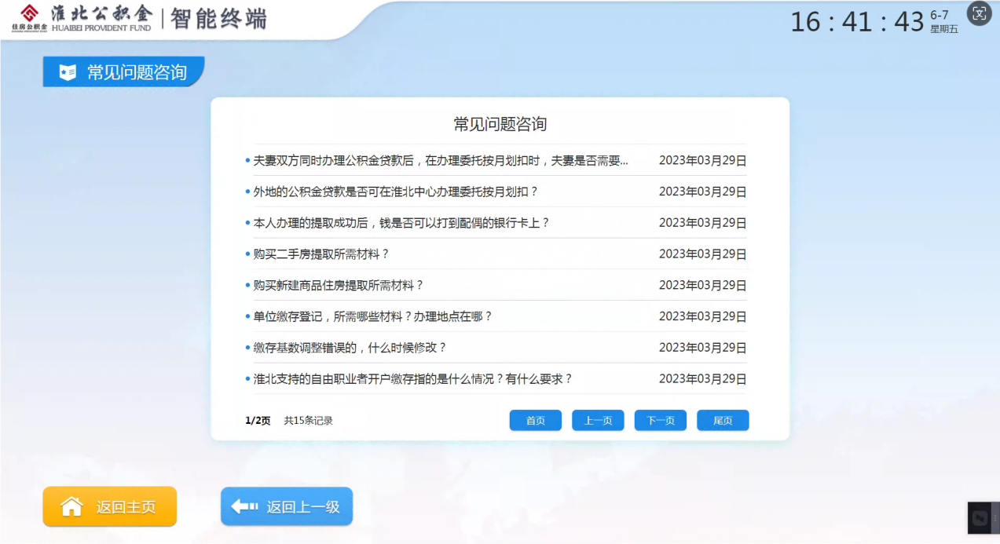 住房公积金
淮北公积金
HUAIBEI PROVIDENT FUND
智能终端
16:41:43
6-7
星期五
文
常见问题咨询
常见问题咨询
夫妻双方同时办理公积金贷款后，在办理委托按月划扣时，夫妻是否需要... 2023年03月29日
外地的公积金贷款是否可在淮北中心办理委托按月划扣？ 2023年03月29日
本人办理的提取成功后，钱是否可以打到配偶的银行卡上？ 2023年03月29日
购买二手房提取所需材料？ 2023年03月29日
购买新建商品住房提取所需材料？ 2023年03月29日
单位缴存登记，所需哪些材料？办理地点在哪？ 2023年03月29日
缴存基数调整错误的，什么时候修改？ 2023年03月29日
淮北支持的自由职业者开户缴存指的是什么情况？有什么要求？ 2023年03月29日
1/2页 共15条记录 首页 上一页 下一页 尾页
返回主页 返回上一级